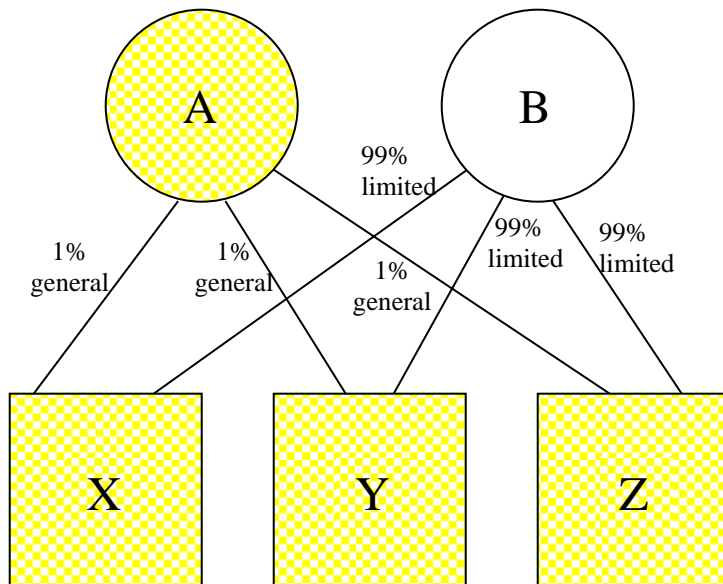 A
B
99%
limited
1%
general
1%
general
1%
general
99%
limited
99%
limited
X
Y
Z